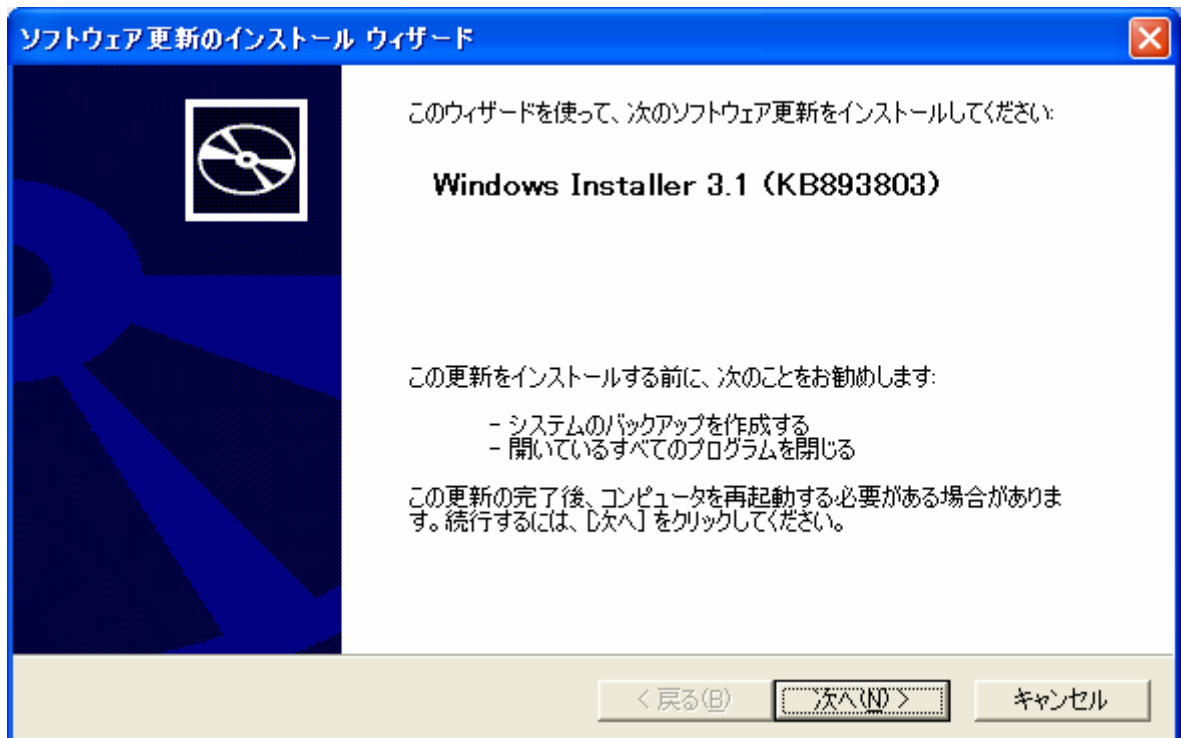 ソフトウェア更新のインストール ウィザード
このウィザードを使って、次のソフトウェア更新をインストールしてください:
Windows Installer 3.1 (KB893803)
この更新をインストールする前に、次のことをお勧めします:
- システムのバックアップを作成する
- 開いているすべてのプログラムを閉じる
この更新の完了後、コンピュータを再起動する必要がある場合がありま
す。続行するには、[次へ] をクリックしてください。
< 戻る(B)
次へ(N) >
キャンセル